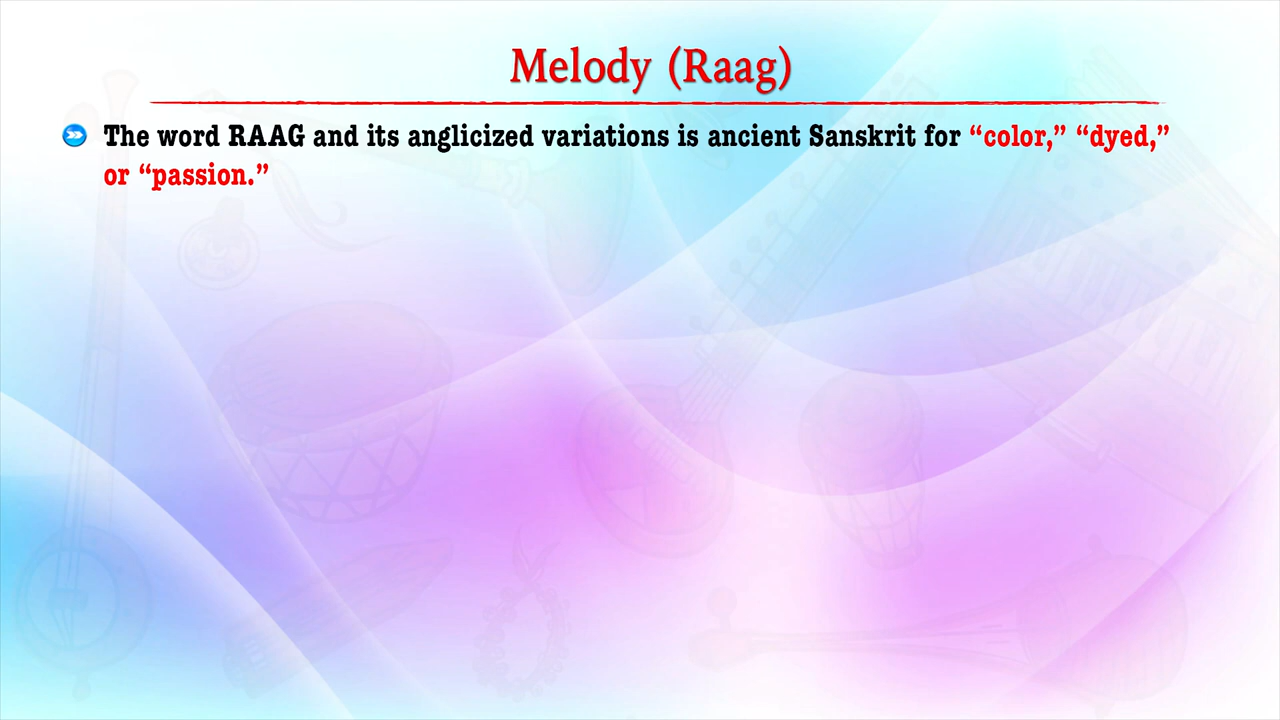 Melody (Raag)
The word RAAG and its anglicized variations is ancient Sanskrit for “color,” “dyed,”
or “passion.”